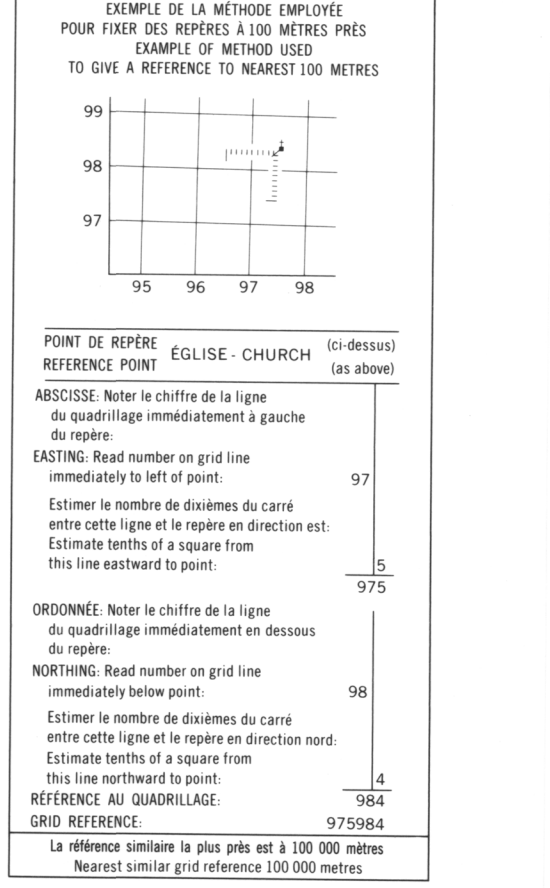 EXEMPLE DE LA MÉTHODE EMPLOYÉE
POUR FIXER DES REPÈRES À 100 MÈTRES PRÈS
EXAMPLE OF METHOD USED
TO GIVE A REFERENCE TO NEAREST 100 METRES
99
98
97
95 96 97 98
POINT DE REPÈRE
REFERENCE POINT
ÉGLISE - CHURCH
(ci-dessus)
(as above)
ABSCISSE: Noter le chiffre de la ligne
du quadrillage immédiatement à gauche
du repère:
EASTING: Read number on grid line
immediately to left of point: 97
Estimer le nombre de dixièmes du carré
entre cette ligne et le repère en direction est:
Estimate tenths of a square from
this line eastward to point: 5
975
ORDONNÉE: Noter le chiffre de la ligne
du quadrillage immédiatement en dessous
du repère:
NORTHING: Read number on grid line
immediately below point: 98
Estimer le nombre de dixièmes du carré
entre cette ligne et le repère en direction nord:
Estimate tenths of a square from
this line northward to point: 4
RÉFÉRENCE AU QUADRILLAGE: 984
GRID REFERENCE: 975984
La référence similaire la plus près est à 100 000 mètres
Nearest similar grid reference 100 000 metres